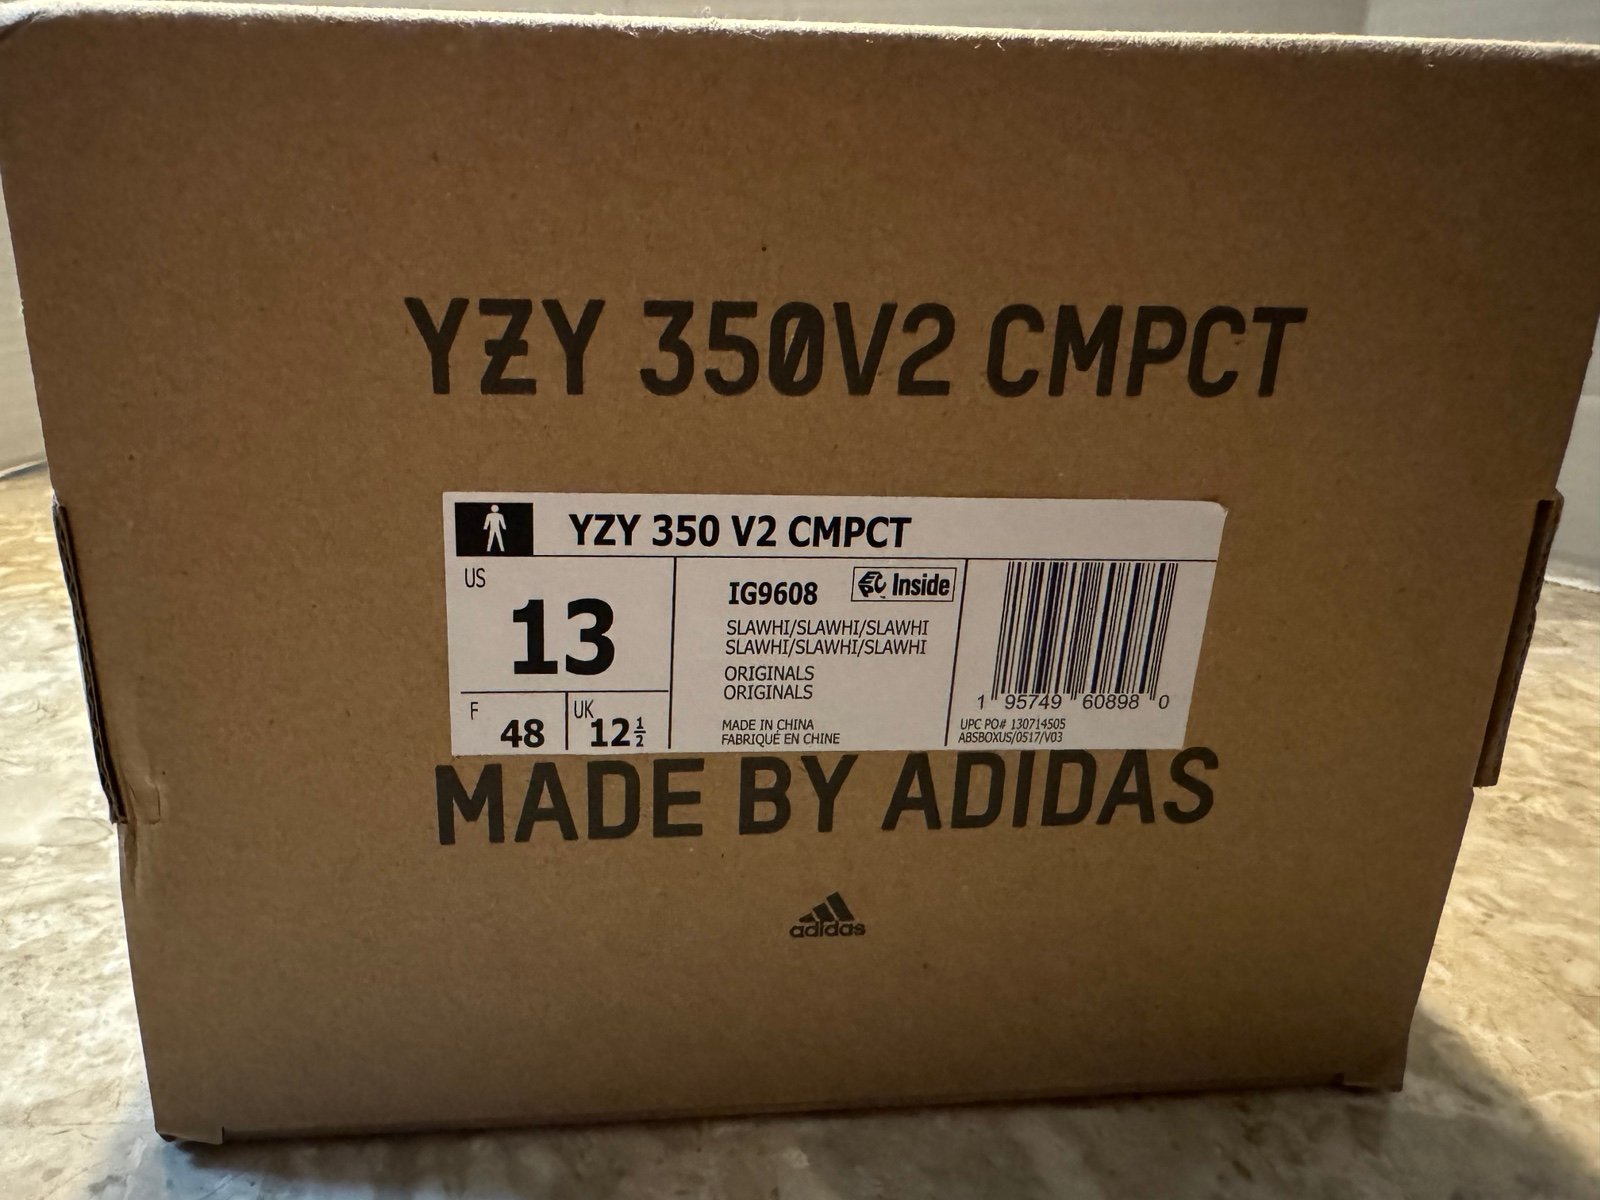 YZY 350V2 CMPCT
YZY 350 V2 CMPCT
US
13
F
48
UK
12 1/2
IG9608
Inside
SLAWHI/SLAWHI/SLAWHI
SLAWHI/SLAWHI/SLAWHI
ORIGINALS
ORIGINALS
MADE IN CHINA
FABRIQUÉ EN CHINE
1 95749 60898 0
UPC PO# 130714505
ABSBOXUS/0517/V03
MADE BY ADIDAS
adidas